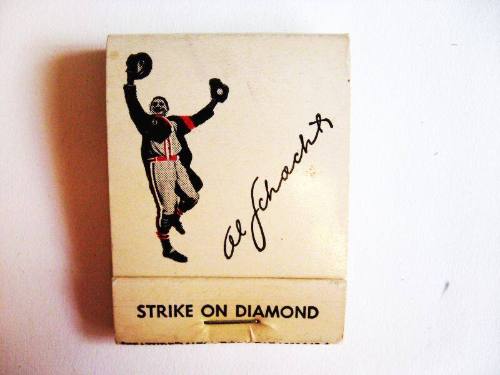 Al Schacht
STRIKE ON DIAMOND